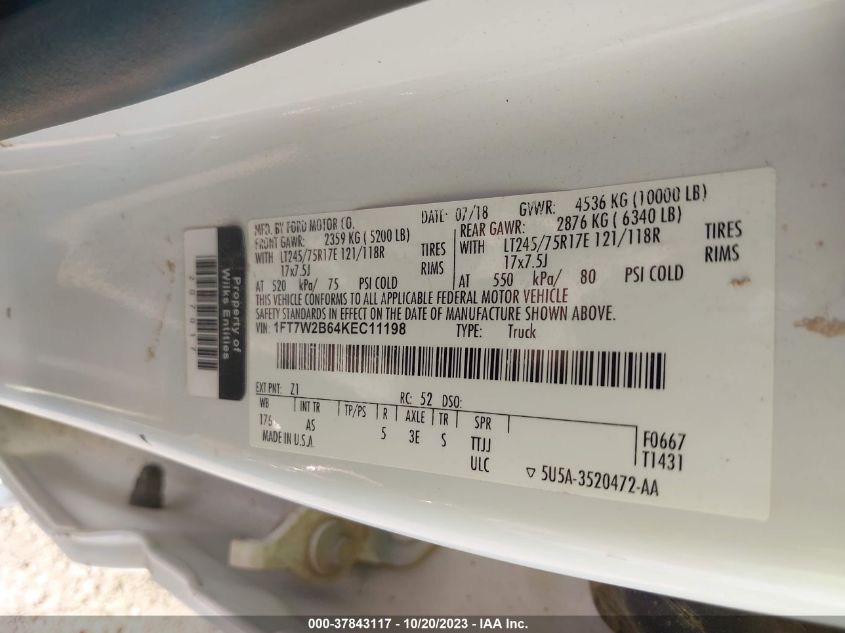 MFD. BY FORD MOTOR CO.
DATE: 07/18 GVWR: 4536 KG (10000 LB)
FRONT GAWR: 2359 KG (5200 LB)
WITH LT245/75R17E 121/118R TIRES
17x7.5J RIMS
AT 520 kPa/ 75 PSI COLD
REAR GAWR: 2876 KG (6340 LB)
WITH LT245/75R17E 121/118R TIRES
17x7.5J RIMS
AT 550 kPa/ 80 PSI COLD
THIS VEHICLE CONFORMS TO ALL APPLICABLE FEDERAL MOTOR VEHICLE
SAFETY STANDARDS IN EFFECT ON THE DATE OF MANUFACTURE SHOWN ABOVE.
VIN: 1FT7W2B64KEC11198 TYPE: Truck
EXT PNT: Z1 RC: 52 DSO:
WB INT TR TP/PS R AXLE TR SPR
176 AS 5 3E S TTJJ
ULC
MADE IN U.S.A.
F0667
T1431
▽ 5U5A-3520472-AA
Property of
Wilks Entities
207017
000-37843117 - 10/20/2023 - IAA Inc.